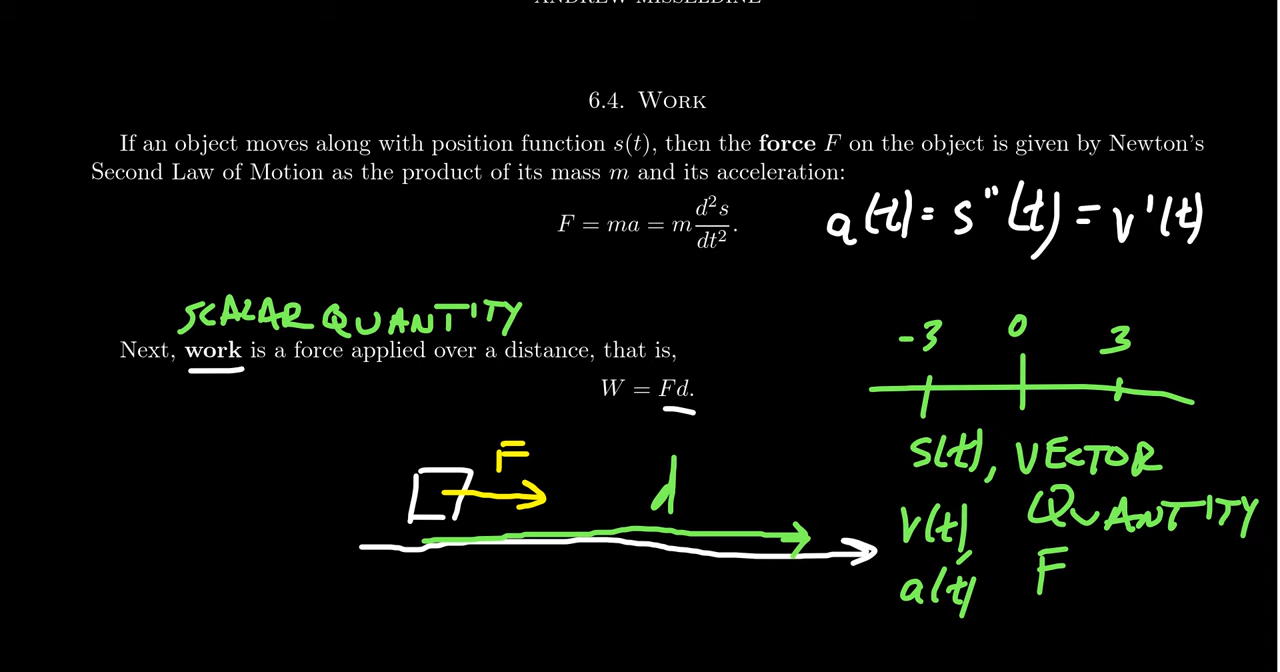 ANDREW MISSELDINE
6.4. WORK
If an object moves along with position function s(t), then the force F on the object is given by Newton's
Second Law of Motion as the product of its mass m and its acceleration:
F = ma = m d²s/dt².
a(t) = s''(t) = v'(t)
SCALAR QUANTITY
Next, work is a force applied over a distance, that is,
W = Fd.
-3 0 3
F
d
s(t), VECTOR
v(t), QUANTITY
a(t) F